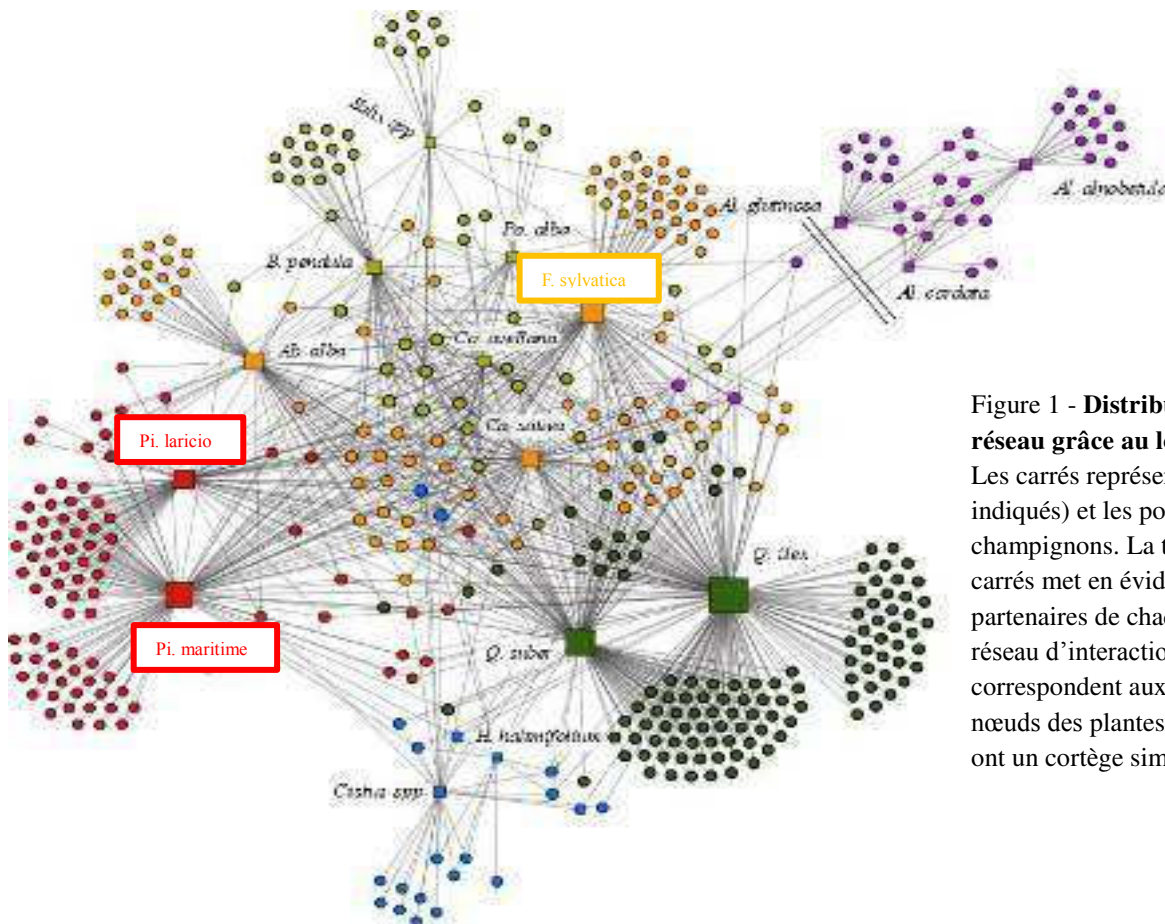 Salix spp
Po. alba
Al. glutinosa
Al. alnobetula
B. pendula
F. sylvatica
Al. cordata
Ab. alba
Co. avellana
Pi. laricio
Ca. sativa
Q. ilex
Pi. maritime
Q. suber
H. halimifolium
Cistus spp
Figure 1 - Distribu
réseau grâce au l
Les carrés représe
indiqués) et les po
champignons. La t
carrés met en évid
partenaires de cha
réseau d’interactio
correspondent aux
nœuds des plantes
ont un cortège sim